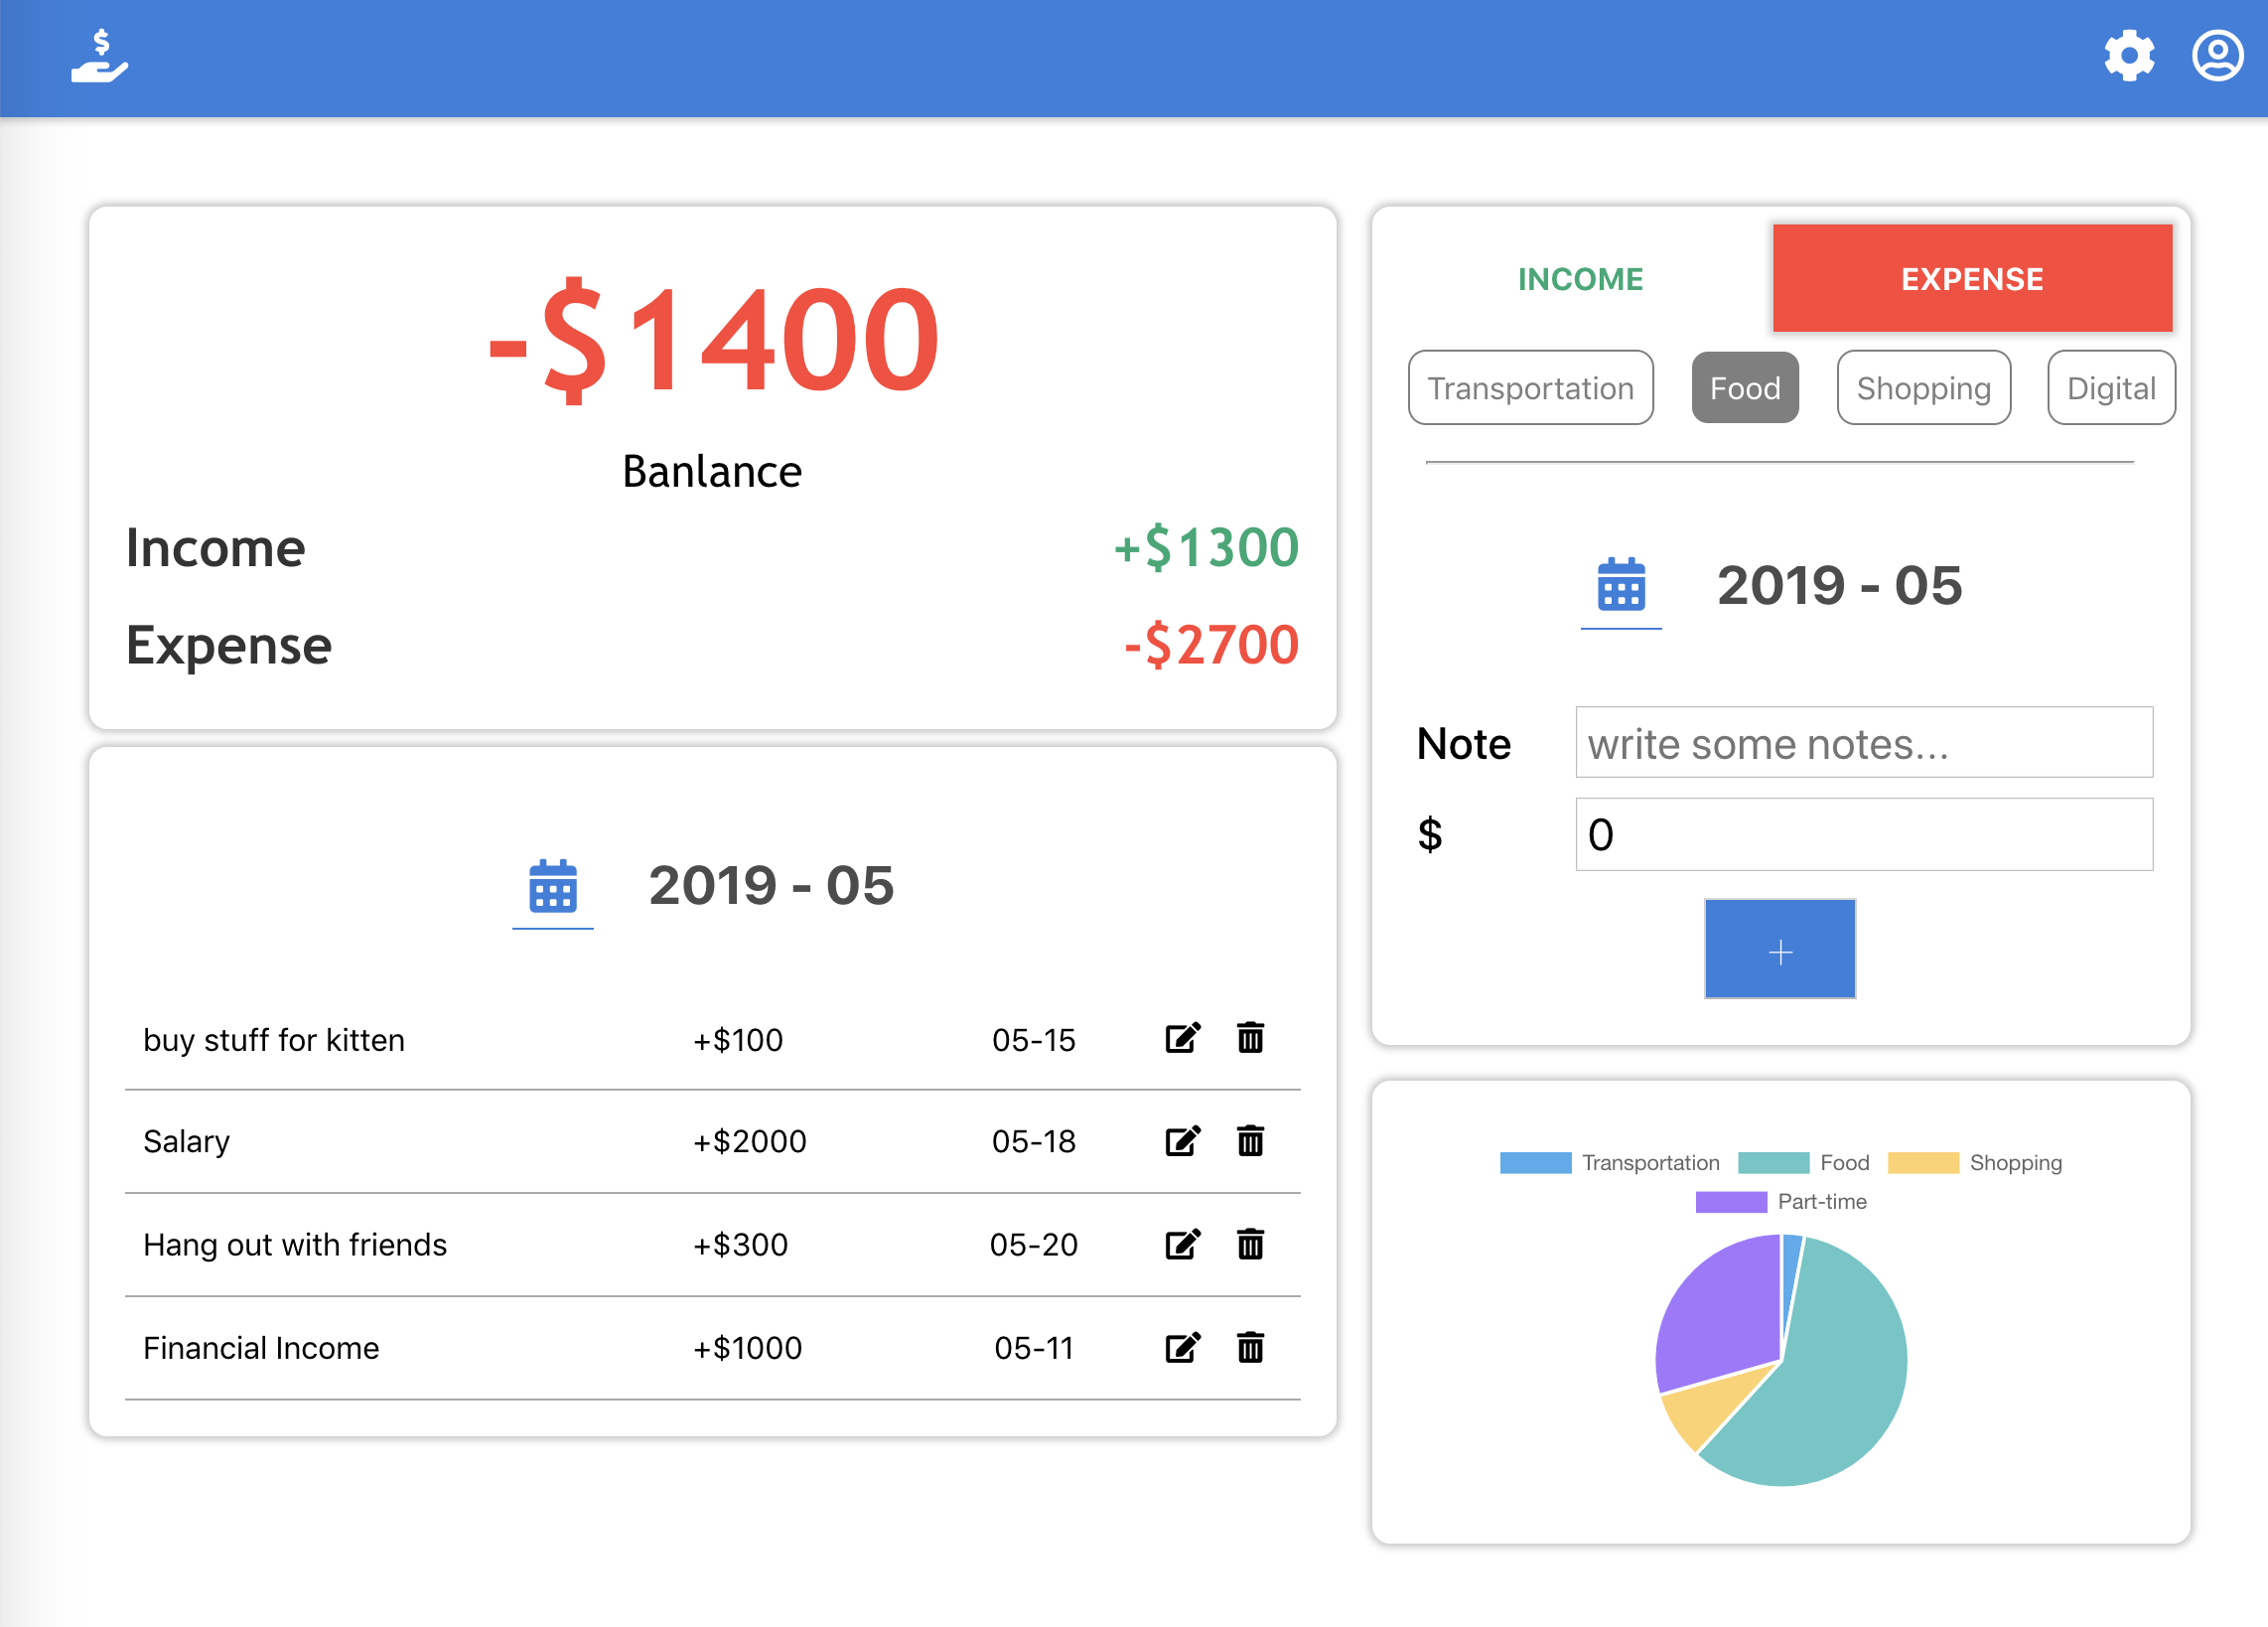 $
-$1400
Banlance
Income +$1300
Expense -$2700
2019 - 05
buy stuff for kitten +$100 05-15
Salary +$2000 05-18
Hang out with friends +$300 05-20
Financial Income +$1000 05-11
INCOME EXPENSE
Transportation Food Shopping Digital
2019 - 05
Note write some notes...
$ 0
+
Transportation Food Shopping
Part-time